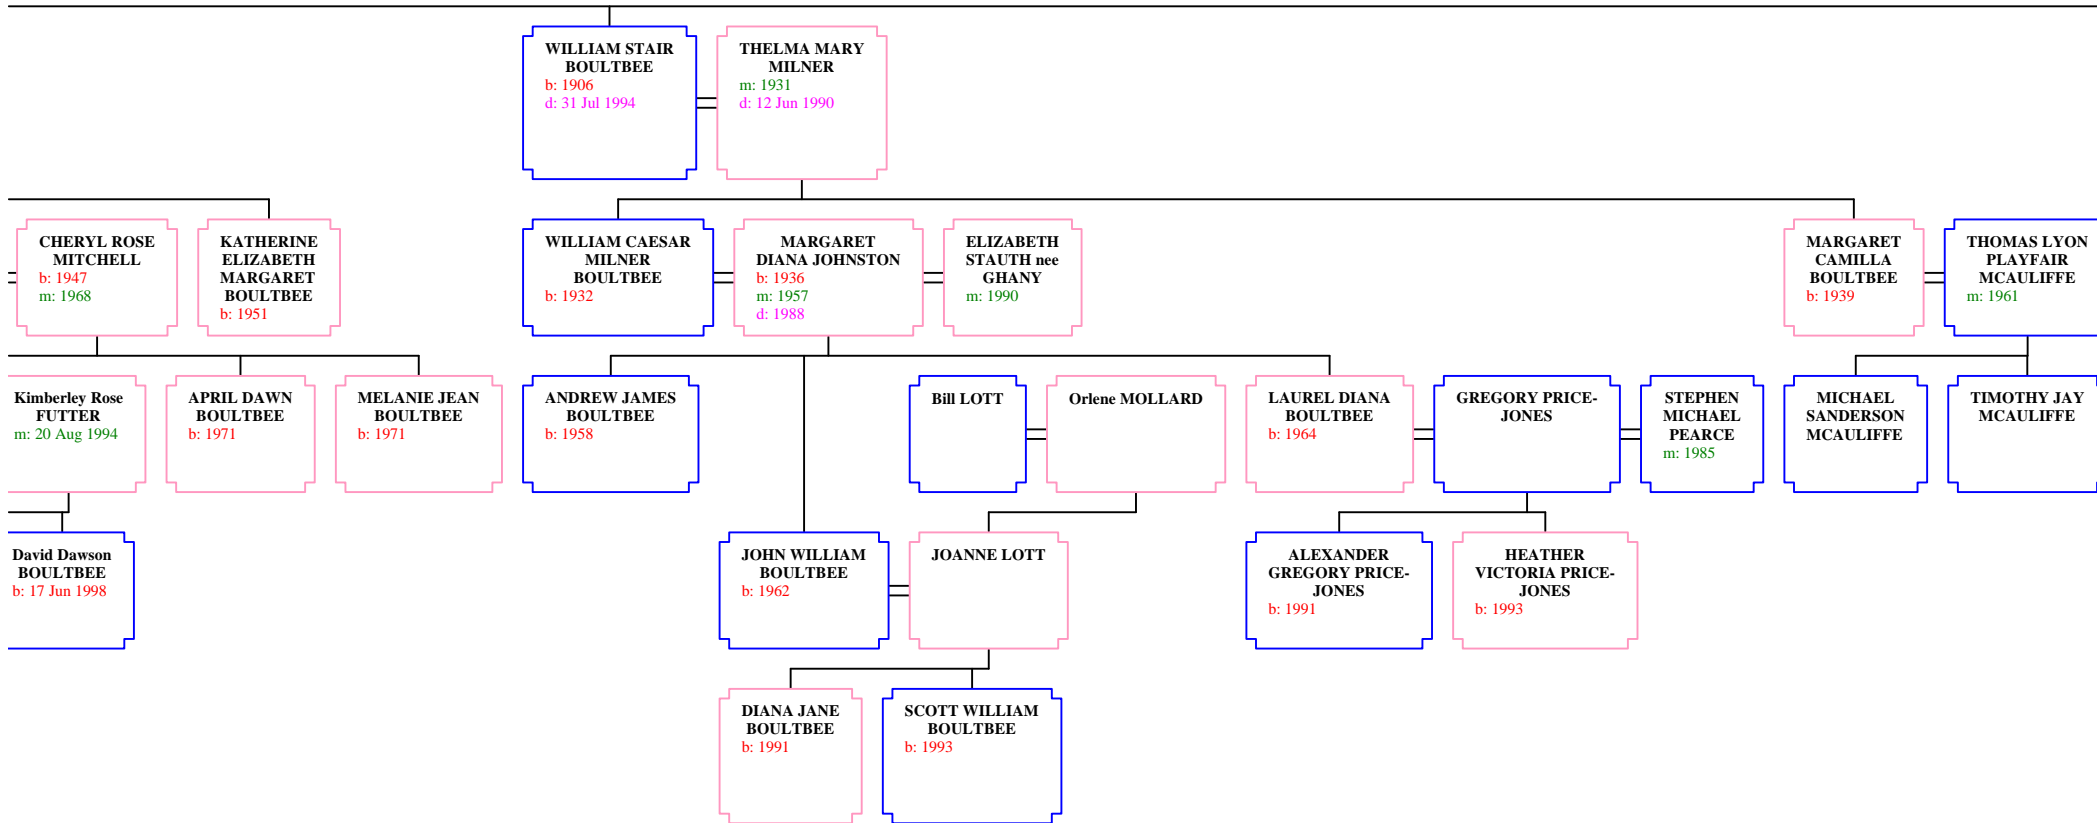 WILLIAM STAIR
BOULTBEE
b: 1906
d: 31 Jul 1994
THELMA MARY
MILNER
m: 1931
d: 12 Jun 1990
CHERYL ROSE
MITCHELL
b: 1947
m: 1968
KATHERINE
ELIZABETH
MARGARET
BOULTBEE
b: 1951
WILLIAM CAESAR
MILNER
BOULTBEE
b: 1932
MARGARET
DIANA JOHNSTON
b: 1936
m: 1957
d: 1988
ELIZABETH
STAUTH nee
GHANY
m: 1990
MARGARET
CAMILLA
BOULTBEE
b: 1939
THOMAS LYON
PLAYFAIR
MCAULIFFE
m: 1961
Kimberley Rose
FUTTER
m: 20 Aug 1994
APRIL DAWN
BOULTBEE
b: 1971
MELANIE JEAN
BOULTBEE
b: 1971
ANDREW JAMES
BOULTBEE
b: 1958
Bill LOTT
Orlene MOLLARD
LAUREL DIANA
BOULTBEE
b: 1964
GREGORY PRICE-
JONES
STEPHEN
MICHAEL
PEARCE
m: 1985
MICHAEL
SANDERSON
MCAULIFFE
TIMOTHY JAY
MCAULIFFE
David Dawson
BOULTBEE
b: 17 Jun 1998
JOHN WILLIAM
BOULTBEE
b: 1962
JOANNE LOTT
ALEXANDER
GREGORY PRICE-
JONES
b: 1991
HEATHER
VICTORIA PRICE-
JONES
b: 1993
DIANA JANE
BOULTBEE
b: 1991
SCOTT WILLIAM
BOULTBEE
b: 1993